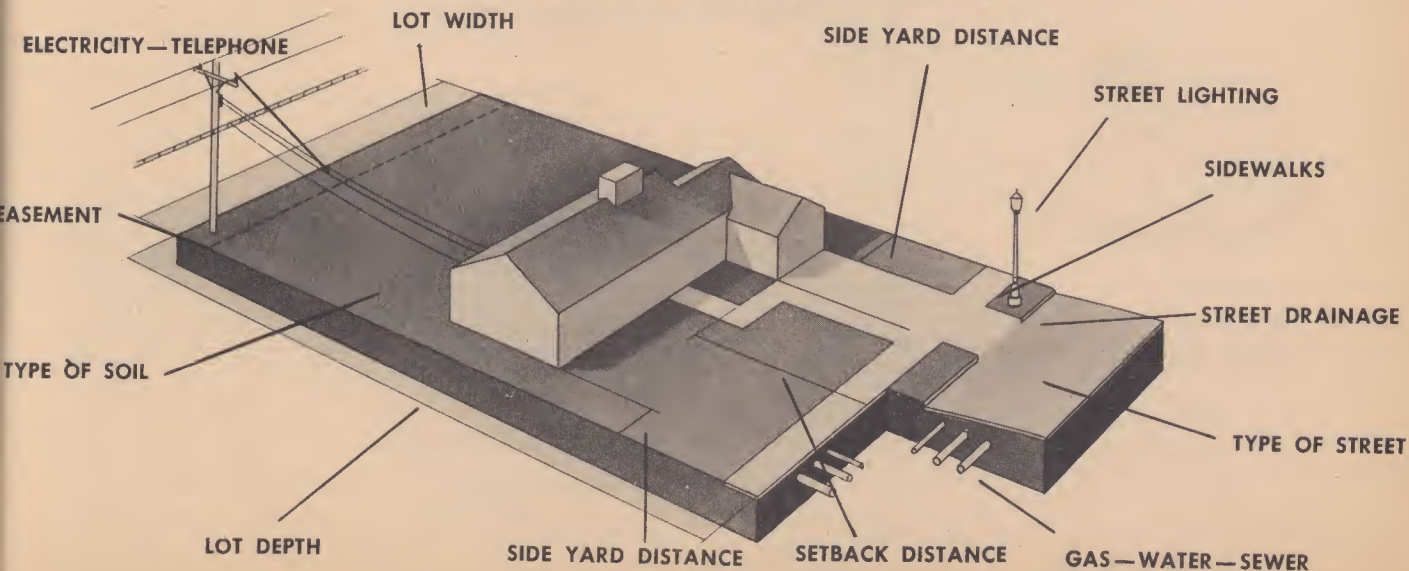 LOT WIDTH
ELECTRICITY—TELEPHONE
SIDE YARD DISTANCE
STREET LIGHTING
SIDEWALKS
EASEMENT
STREET DRAINAGE
TYPE OF SOIL
TYPE OF STREET
LOT DEPTH
SIDE YARD DISTANCE
SETBACK DISTANCE
GAS—WATER—SEWER